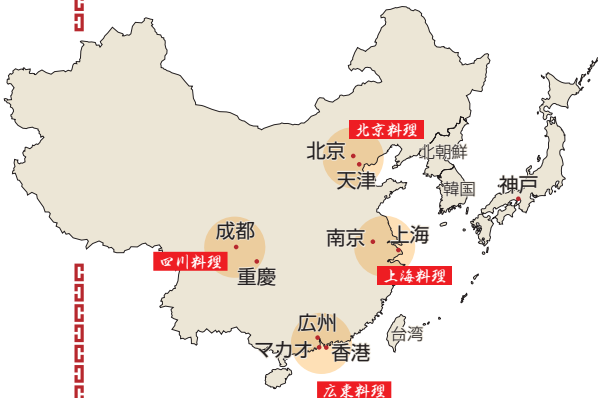 北京料理
北京
北朝鮮
天津
韓国
神戸
成都
南京
上海
四川料理
重慶
上海料理
広州
台湾
マカオ
香港
広東料理